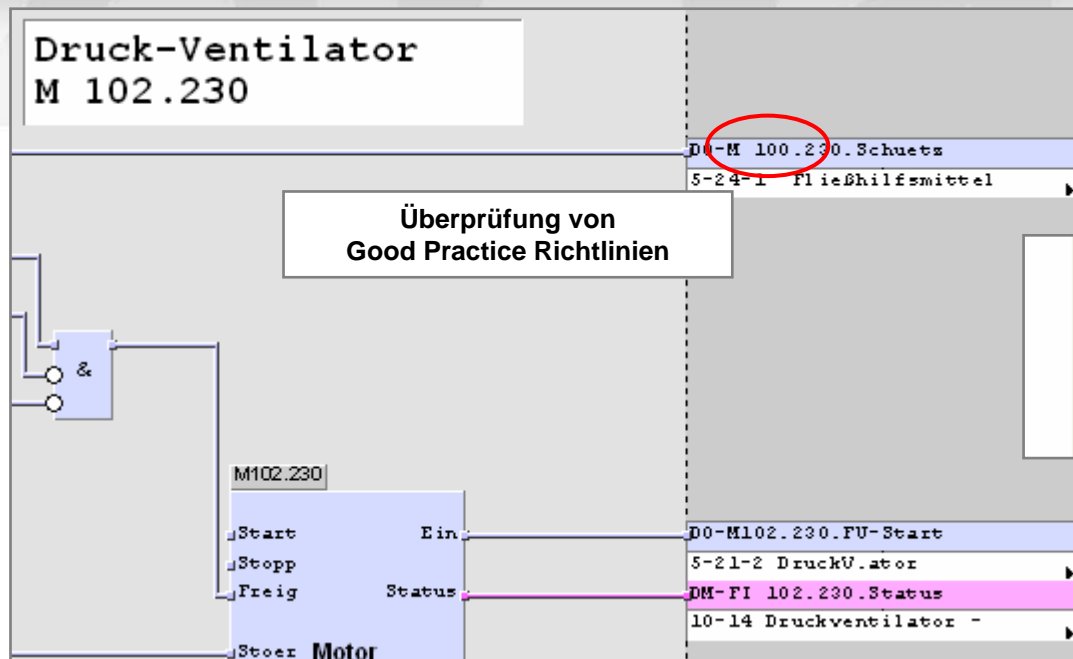 Druck-Ventilator
M 102.230
D0-M 100.230.Schuetz
5-24-1 Fließhilfsmittel
Überprüfung von
Good Practice Richtlinien
&
M102.230
Start Ein
D0-M102.230.FU-Start
Stopp
5-21-2 DruckV.ator
Freig Status
DM-FI 102.230.Status
10-14 Druckventilator -
Stoer Motor